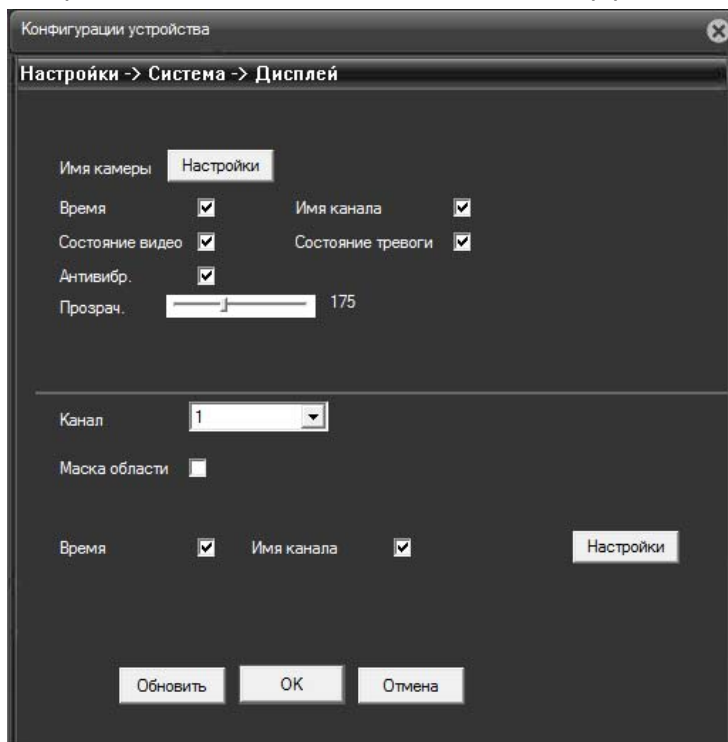 Конфигурации устройства
Настройки -> Система -> Дисплей
Имя камеры Настройки
Время Имя канала
Состояние видео Состояние тревоги
Антивибр.
Прозрач. 175
Канал 1
Маска области
Время Имя канала Настройки
Обновить OK Отмена